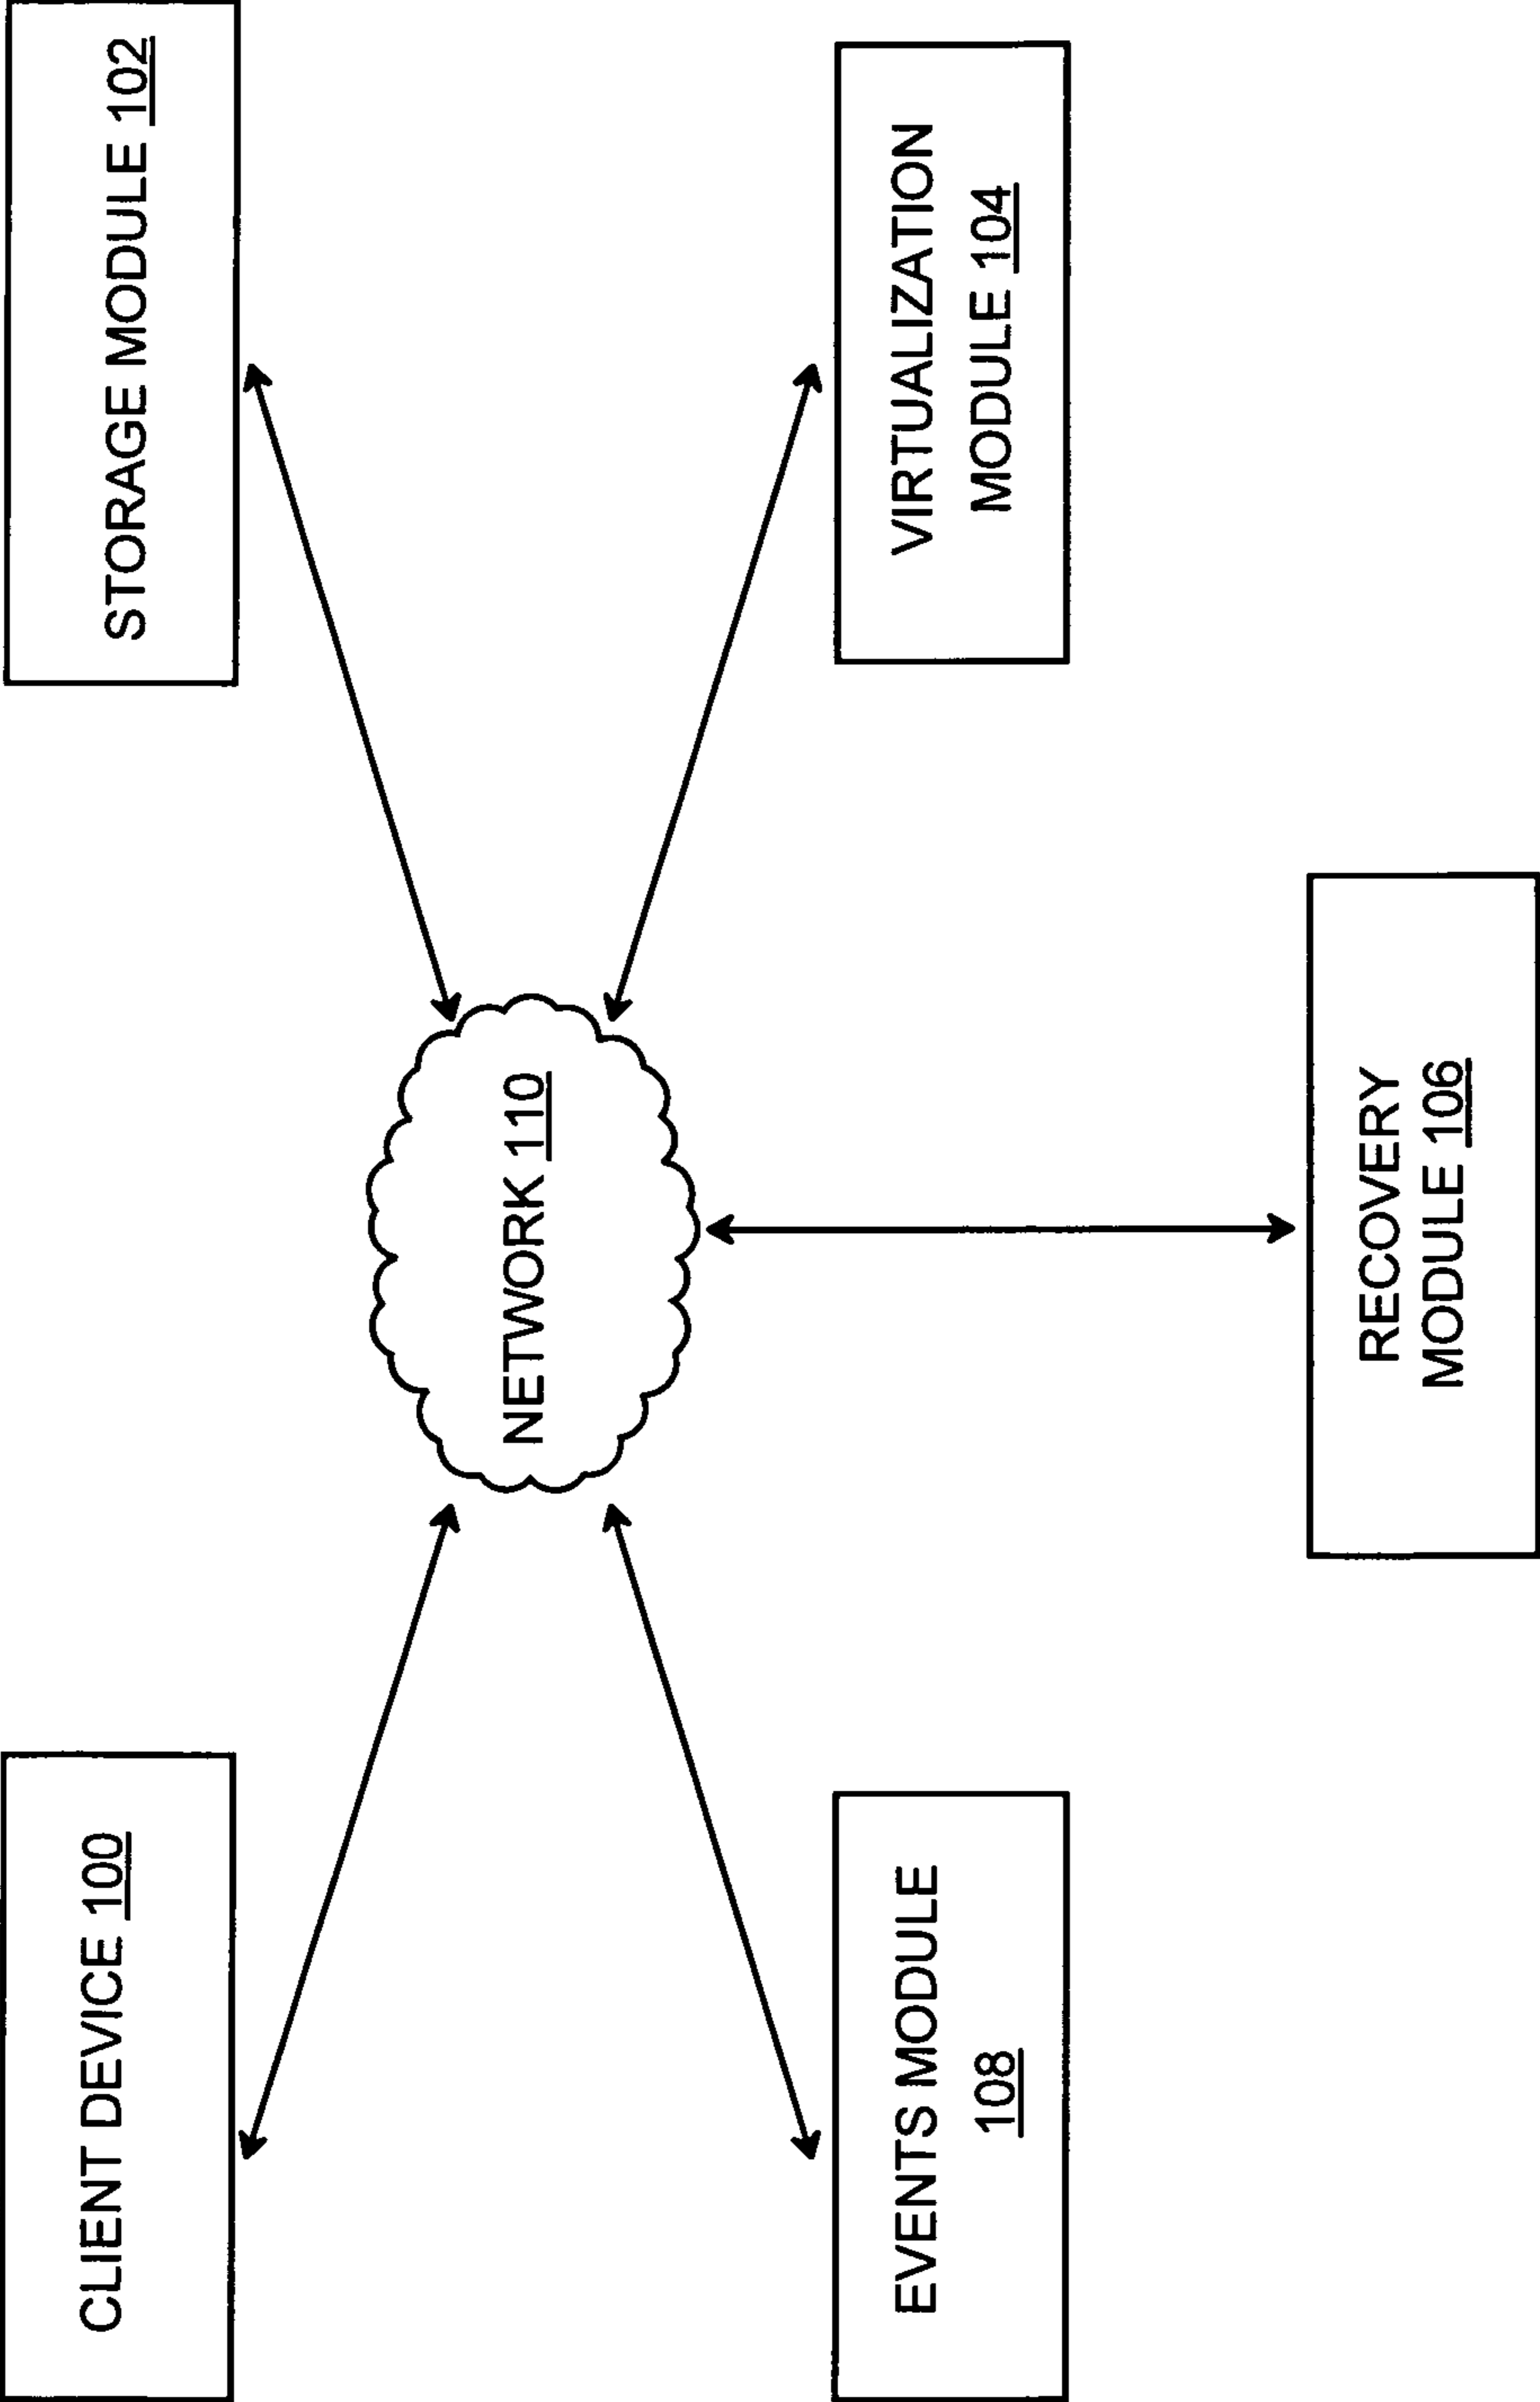 CLIENT DEVICE 100
STORAGE MODULE 102
NETWORK 110
EVENTS MODULE
108
VIRTUALIZATION
MODULE 104
RECOVERY
MODULE 106